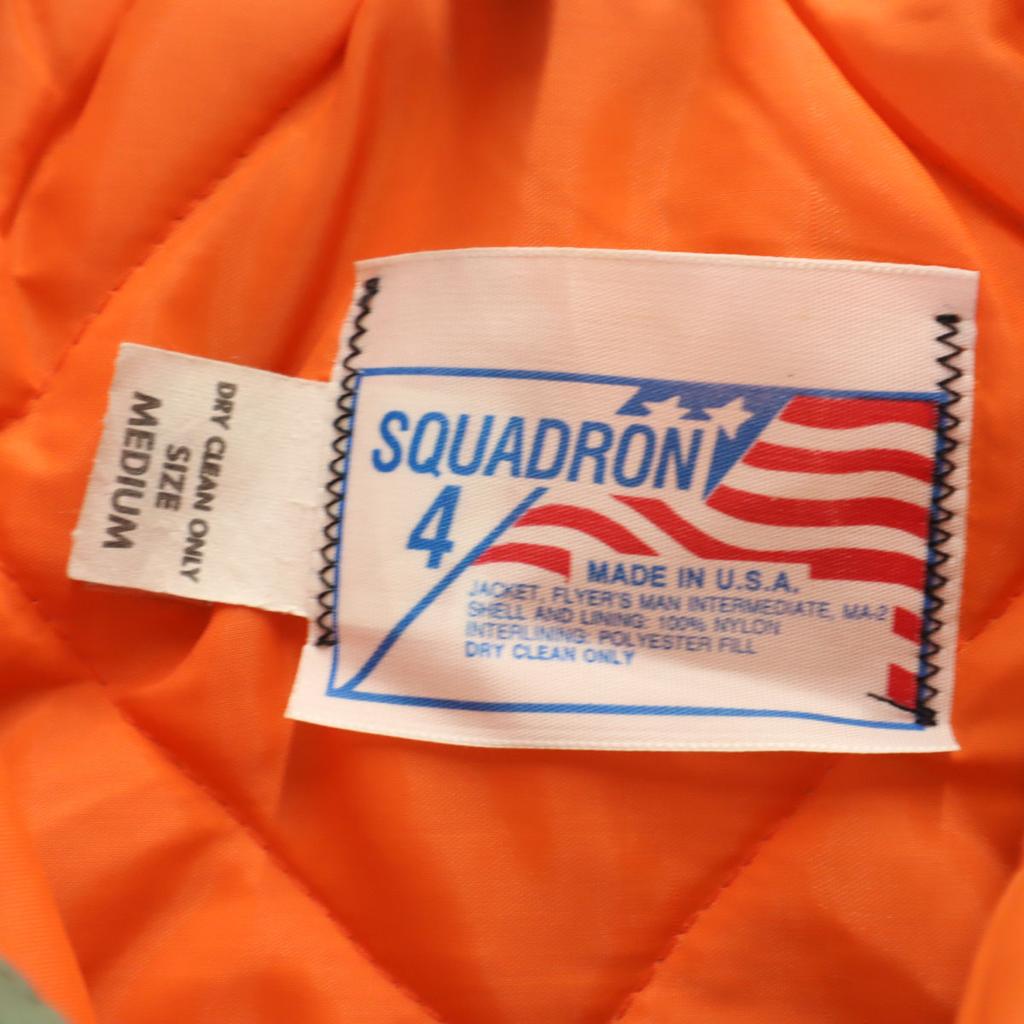 SQUADRON
4
MADE IN U.S.A.
JACKET, FLYER'S MAN INTERMEDIATE, MA-2
SHELL AND LINING: 100% NYLON
INTERLINING: POLYESTER FILL
DRY CLEAN ONLY
DRY CLEAN ONLY
SIZE
MEDIUM